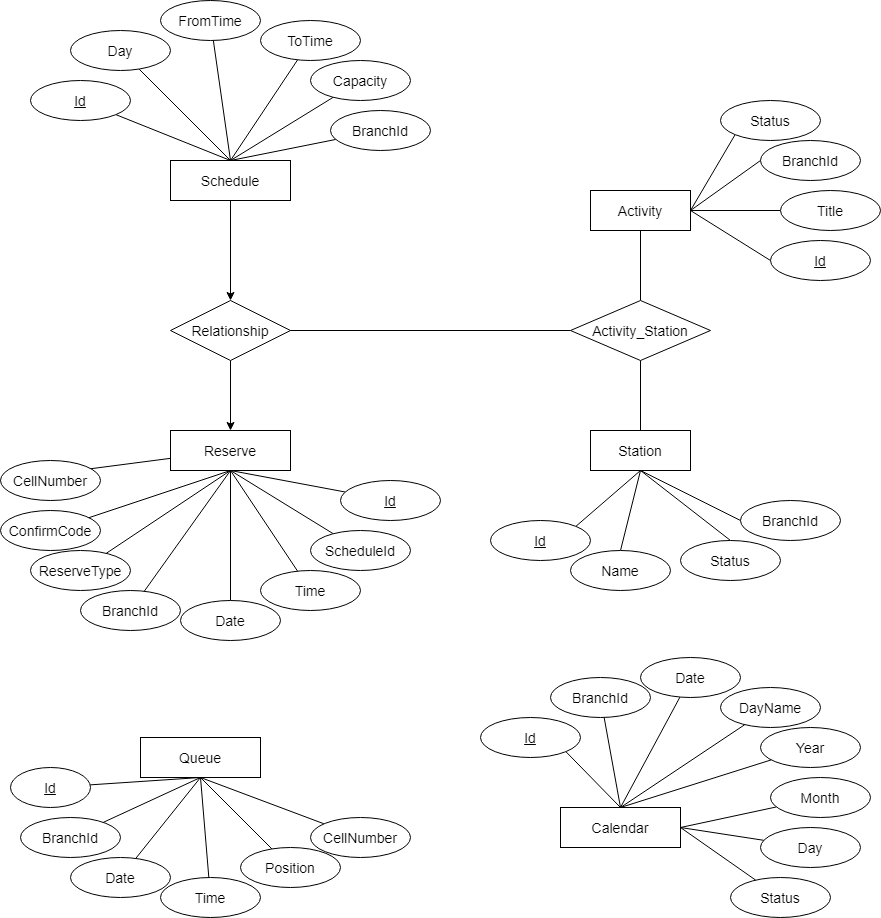 FromTime
ToTime
Day
Capacity
Id
BranchId
Schedule
Status
BranchId
Activity
Title
Id
Relationship
Activity_Station
Reserve
Station
CellNumber
Id
ConfirmCode
ScheduleId
ReserveType
Time
BranchId
Date
BranchId
Id
Status
Name
Date
BranchId
DayName
Id
Year
Queue
Id
Month
BranchId
CellNumber
Calendar
Day
Date
Position
Time
Status